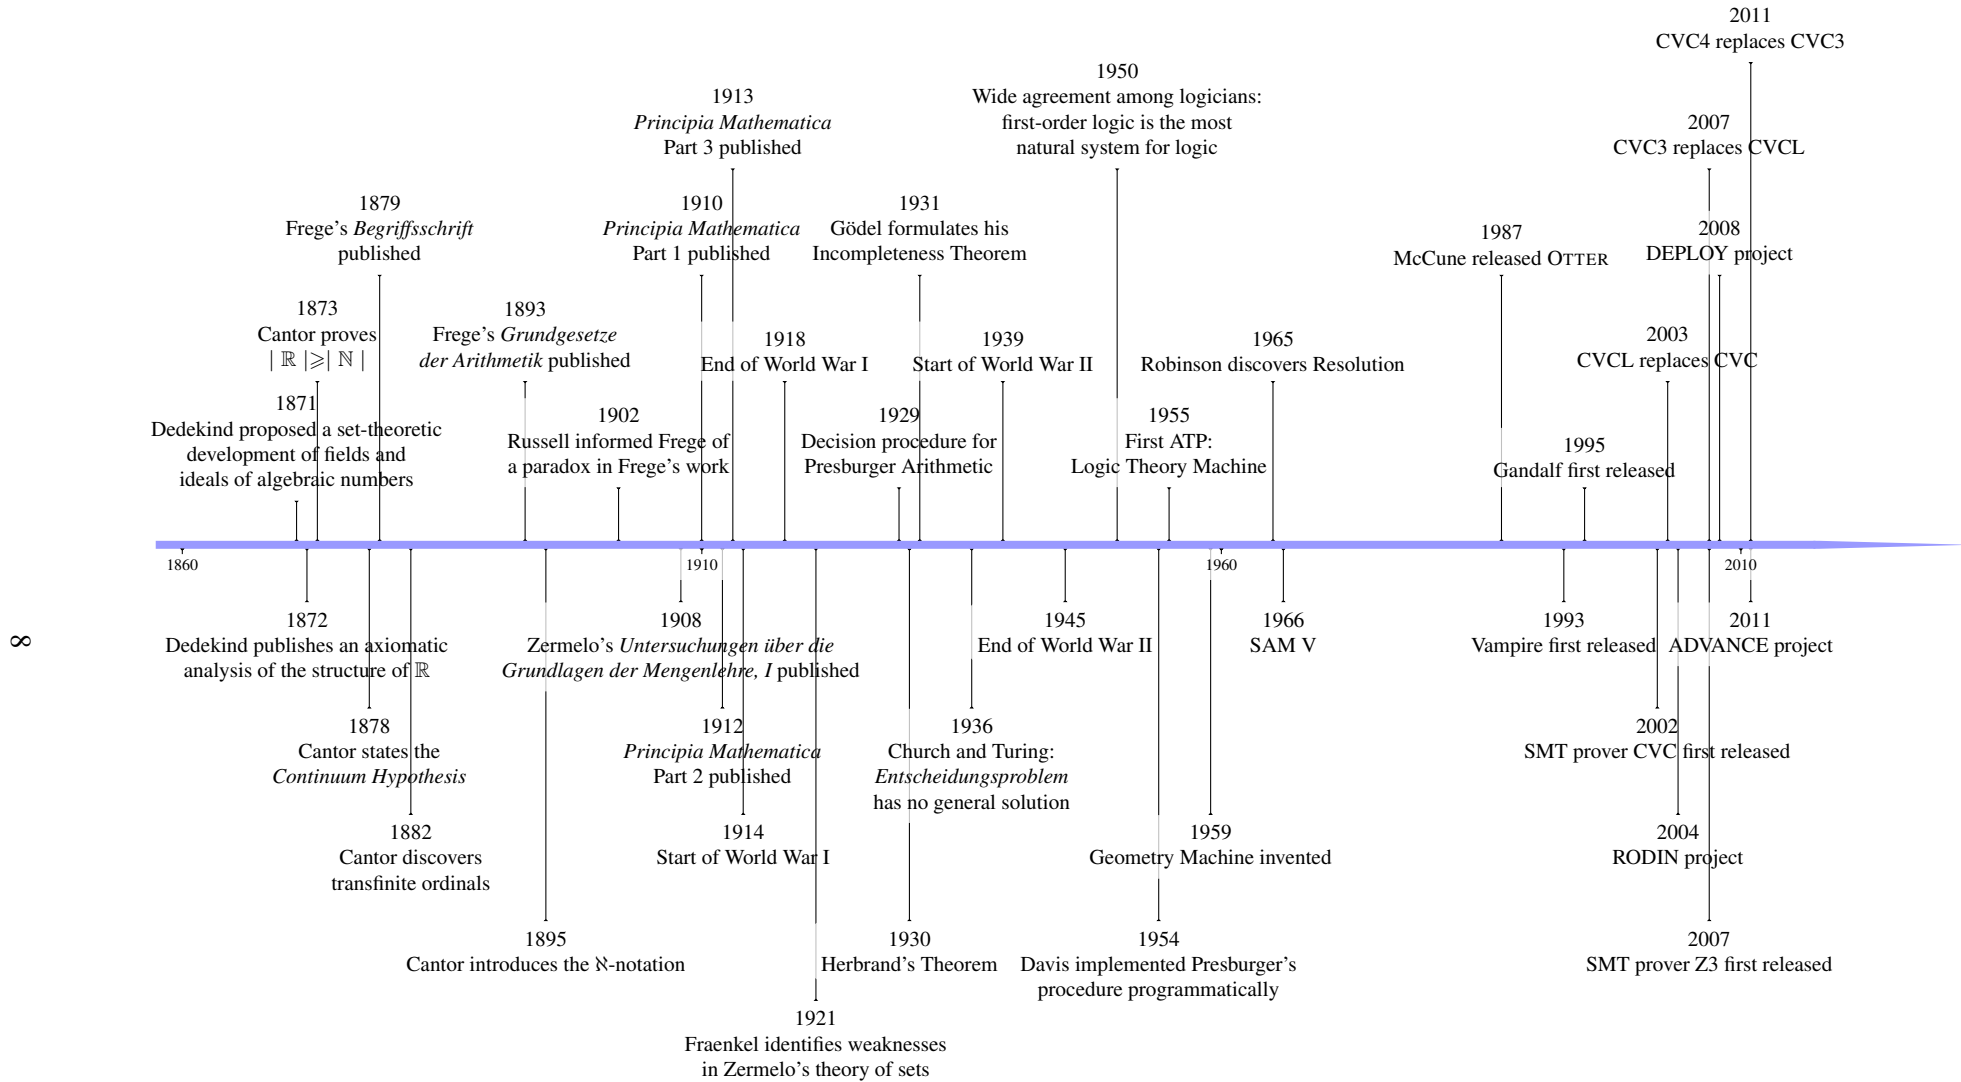 2011
CVC4 replaces CVC3
1950
Wide agreement among logicians:
first-order logic is the most
natural system for logic
1913
Principia Mathematica
Part 3 published
2007
CVC3 replaces CVCL
1879
Frege's Begriffsschrift
published
1910
Principia Mathematica
Part 1 published
1931
Gödel formulates his
Incompleteness Theorem
1987
McCune released OTTER
2008
DEPLOY project
1873
Cantor proves
| ℝ |⩾| ℕ |
1893
Frege's Grundgesetze
der Arithmetik published
1918
End of World War I
1939
Start of World War II
1965
Robinson discovers Resolution
2003
CVCL replaces CVC
1871
Dedekind proposed a set-theoretic
development of fields and
ideals of algebraic numbers
1902
Russell informed Frege of
a paradox in Frege's work
1929
Decision procedure for
Presburger Arithmetic
1955
First ATP:
Logic Theory Machine
1995
Gandalf first released
1860
1910
1960
2010
1872
Dedekind publishes an axiomatic
analysis of the structure of ℝ
1908
Zermelo's Untersuchungen über die
Grundlagen der Mengenlehre, I published
1945
End of World War II
1966
SAM V
1993
Vampire first released
2011
ADVANCE project
8
1878
Cantor states the
Continuum Hypothesis
1912
Principia Mathematica
Part 2 published
1936
Church and Turing:
Entscheidungsproblem
has no general solution
2002
SMT prover CVC first released
1882
Cantor discovers
transfinite ordinals
1914
Start of World War I
1959
Geometry Machine invented
2004
RODIN project
1895
Cantor introduces the ℵ-notation
1930
Herbrand's Theorem
1954
Davis implemented Presburger's
procedure programmatically
2007
SMT prover Z3 first released
1921
Fraenkel identifies weaknesses
in Zermelo's theory of sets